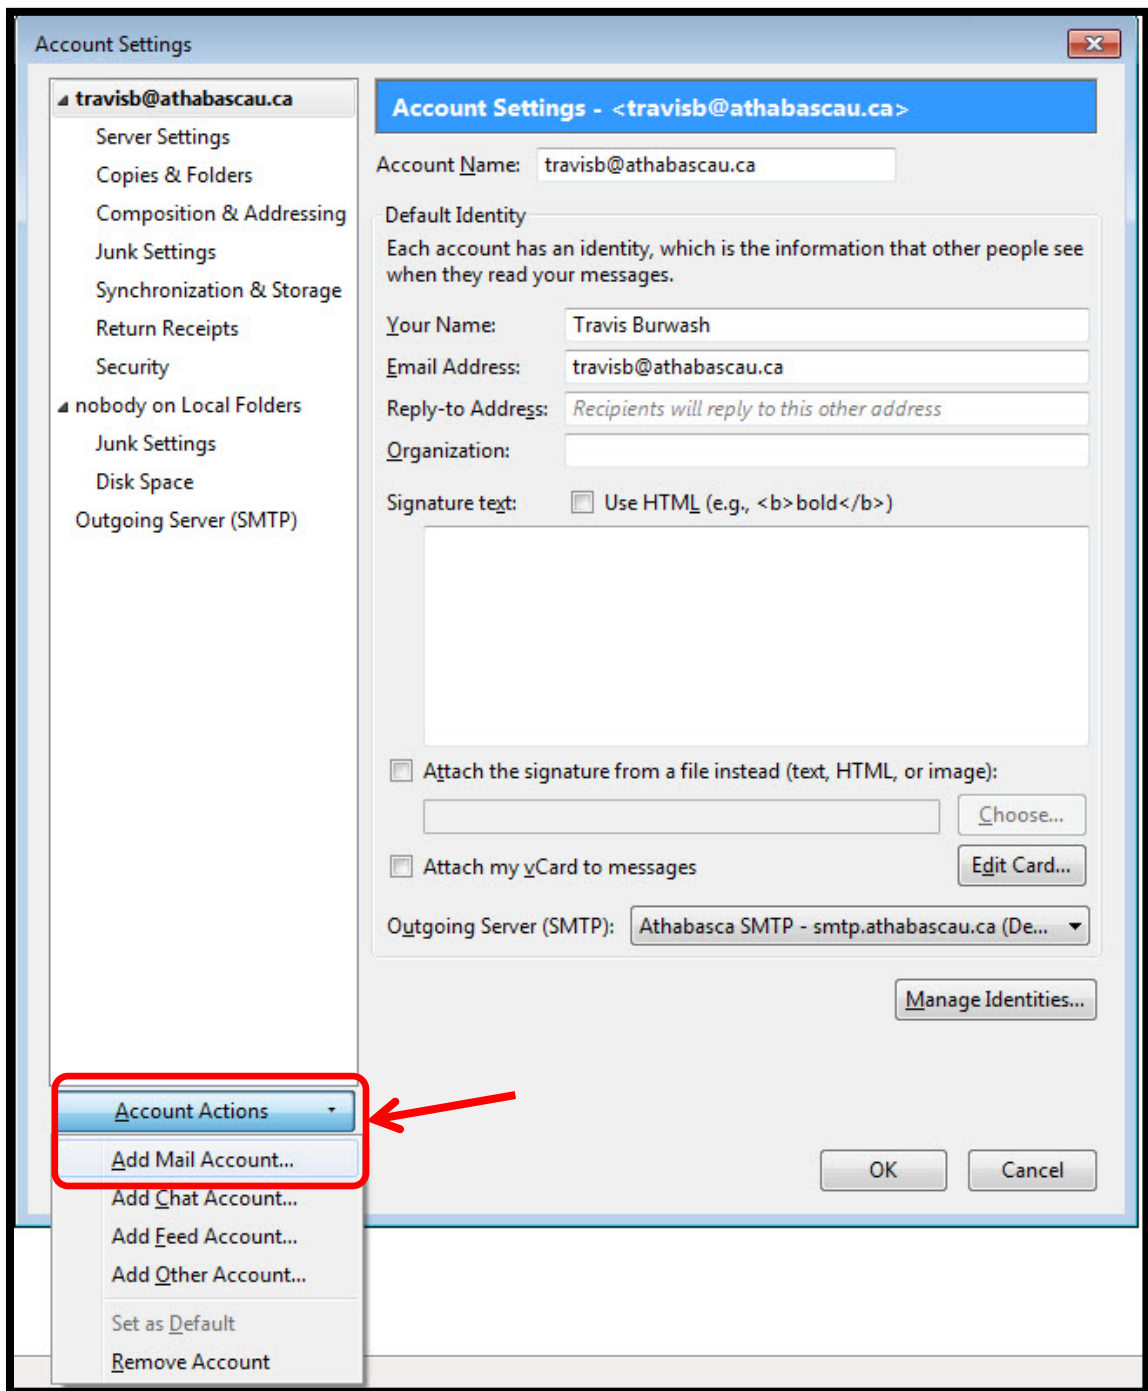 Account Settings
travisb@athabascau.ca
Server Settings
Copies & Folders
Composition & Addressing
Junk Settings
Synchronization & Storage
Return Receipts
Security
nobody on Local Folders
Junk Settings
Disk Space
Outgoing Server (SMTP)
Account Settings - <travisb@athabascau.ca>
Account Name: travisb@athabascau.ca
Default Identity
Each account has an identity, which is the information that other people see
when they read your messages.
Your Name: Travis Burwash
Email Address: travisb@athabascau.ca
Reply-to Address: Recipients will reply to this other address
Organization:
Signature text: Use HTML (e.g., <b>bold</b>)
Attach the signature from a file instead (text, HTML, or image):
Choose...
Attach my vCard to messages Edit Card...
Outgoing Server (SMTP): Athabasca SMTP - smtp.athabascau.ca (De...
Manage Identities...
Account Actions
Add Mail Account...
Add Chat Account...
Add Feed Account...
Add Other Account...
Set as Default
Remove Account
OK Cancel